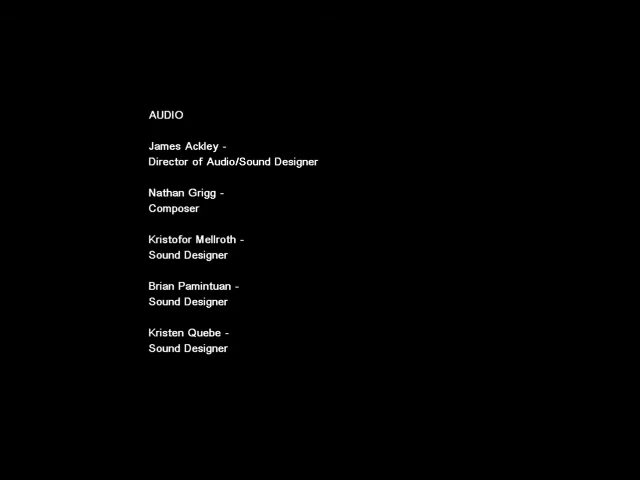 AUDIO
James Ackley -
Director of Audio/Sound Designer
Nathan Grigg -
Composer
Kristofor Mellroth -
Sound Designer
Brian Pamintuan -
Sound Designer
Kristen Quebe -
Sound Designer